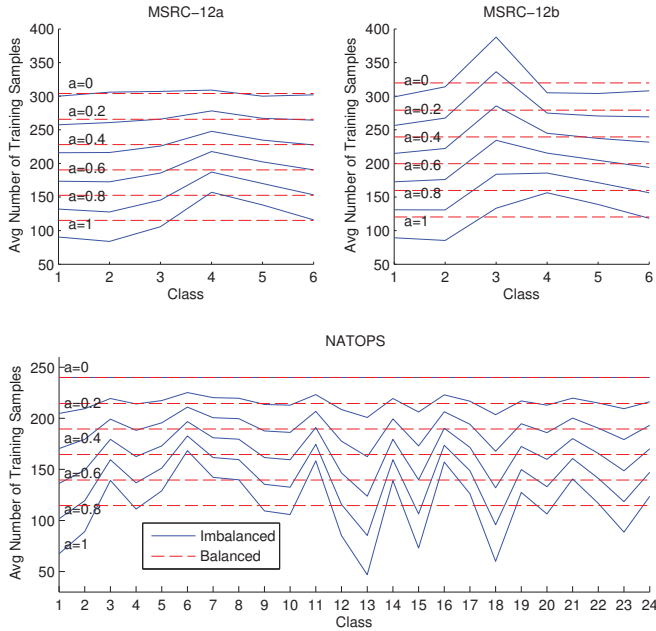 MSRC−12a
Avg Number of Training Samples
400
350
300
250
200
150
100
50
a=0
a=0.2
a=0.4
a=0.6
a=0.8
a=1
1 2 3 4 5 6
Class
MSRC−12b
Avg Number of Training Samples
400
350
300
250
200
150
100
50
a=0
a=0.2
a=0.4
a=0.6
a=0.8
a=1
1 2 3 4 5 6
Class
NATOPS
Avg Number of Training Samples
250
200
150
100
50
a=0
a=0.2
a=0.4
a=0.6
a=0.8
a=1
Imbalanced
Balanced
1 2 3 4 5 6 7 8 9 10 11 12 13 14 15 16 17 18 19 20 21 22 23 24
Class